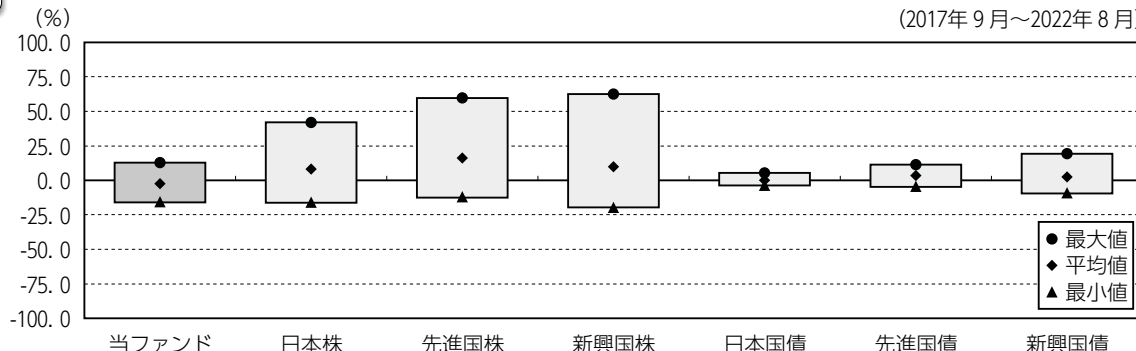 (%)
(2017年9月～2022年8月)
100.0
75.0
50.0
25.0
0.0
-25.0
-50.0
-75.0
-100.0
● 最大値
◆ 平均値
▲ 最小値
当ファンド 日本株 先進国株 新興国株 日本国債 先進国債 新興国債